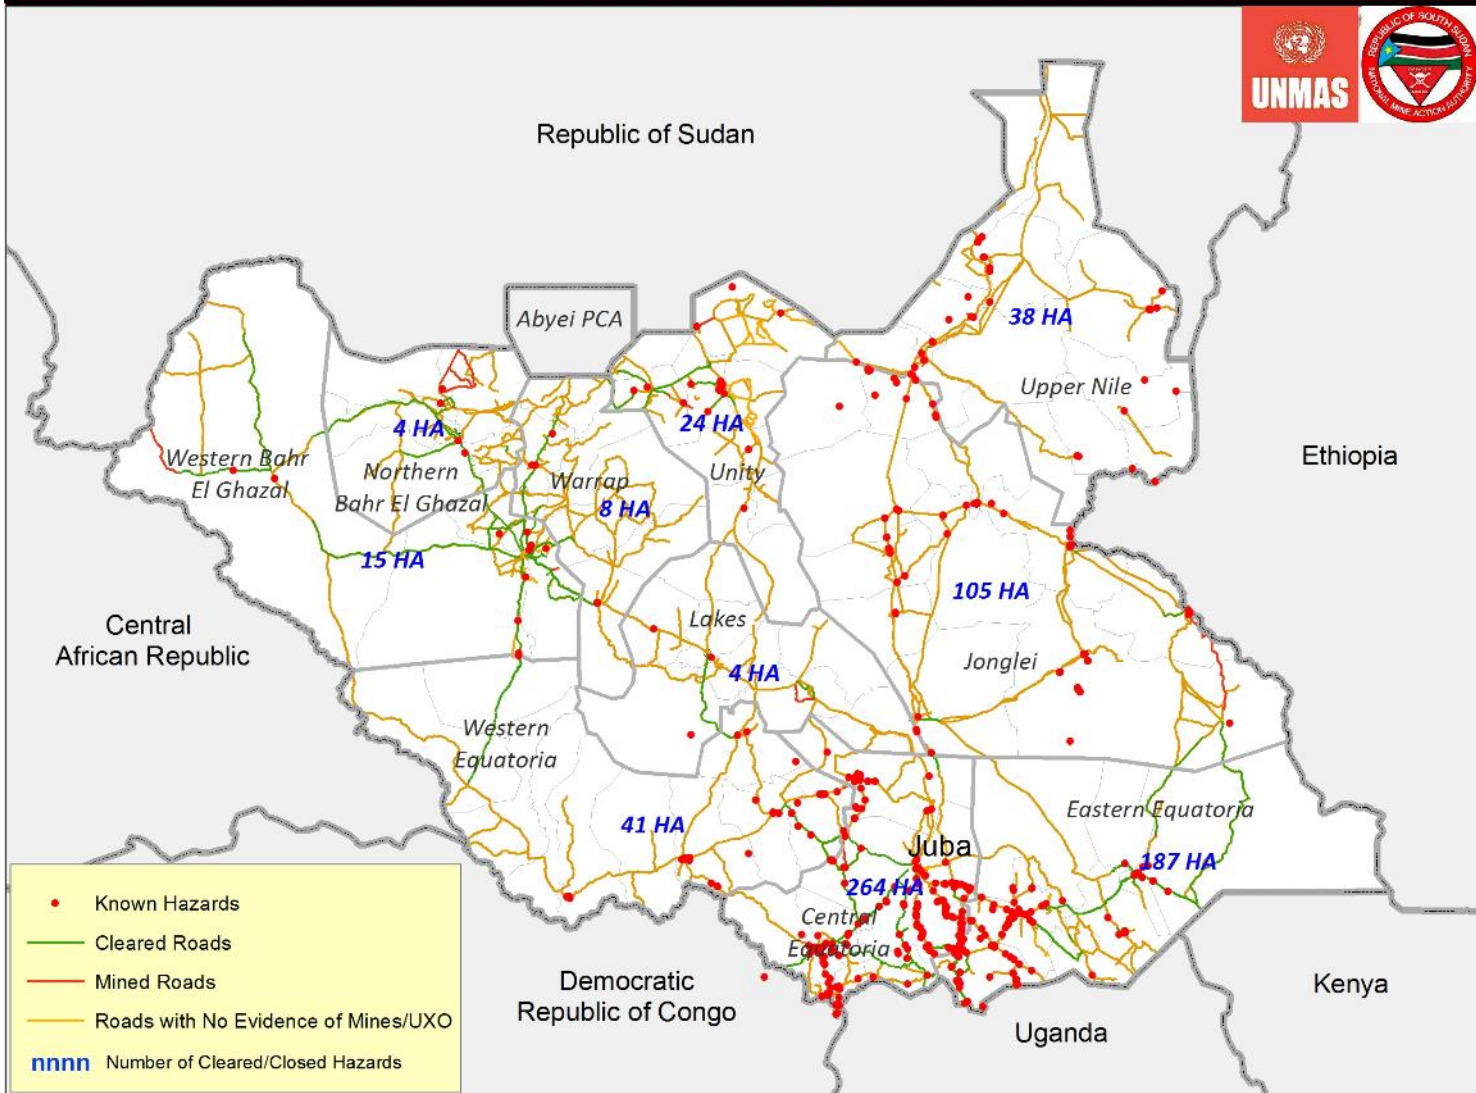 UNMAS
REPUBLIC OF SOUTH SUDAN
NATIONAL MINE ACTION AUTHORITY
Republic of Sudan
Abyei PCA
38 HA
Upper Nile
4 HA
24 HA
Western Bahr
El Ghazal
Northern
Bahr El Ghazal
Warrap
Unity
8 HA
Ethiopia
15 HA
105 HA
Central
African Republic
Lakes
Jonglei
4 HA
Western
Equatoria
Eastern Equatoria
41 HA
Juba
187 HA
264 HA
Central
Equatoria
Democratic
Republic of Congo
Kenya
Uganda
Known Hazards
Cleared Roads
Mined Roads
Roads with No Evidence of Mines/UXO
nnnn Number of Cleared/Closed Hazards